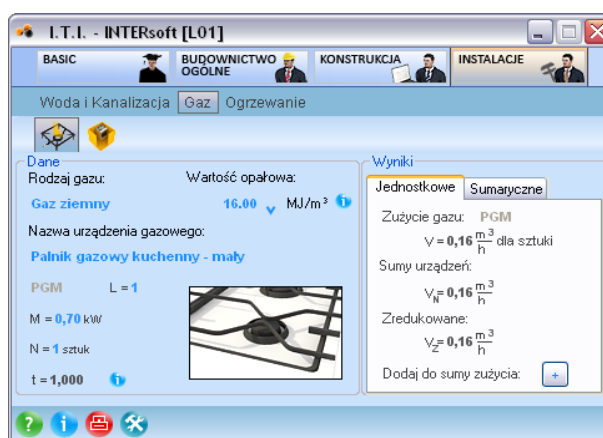 I.T.I. - INTERsoft [L01]
BASIC BUDOWNICTWO OGÓLNE KONSTRUKCJA INSTALACJE
Woda i Kanalizacja Gaz Ogrzewanie
Dane
Rodzaj gazu: Wartość opałowa:
Gaz ziemny 16.00 MJ/m³
Nazwa urządzenia gazowego:
Palnik gazowy kuchenny - mały
PGM L = 1
M = 0,70 kW
N = 1 sztuk
t = 1,000
Wyniki
Jednostkowe Sumaryczne
Zużycie gazu: PGM
V = 0,16 m³/h dla sztuki
Sumy urządzeń:
V_N = 0,16 m³/h
Zredukowane:
V_Z = 0,16 m³/h
Dodaj do sumy zużycia: +